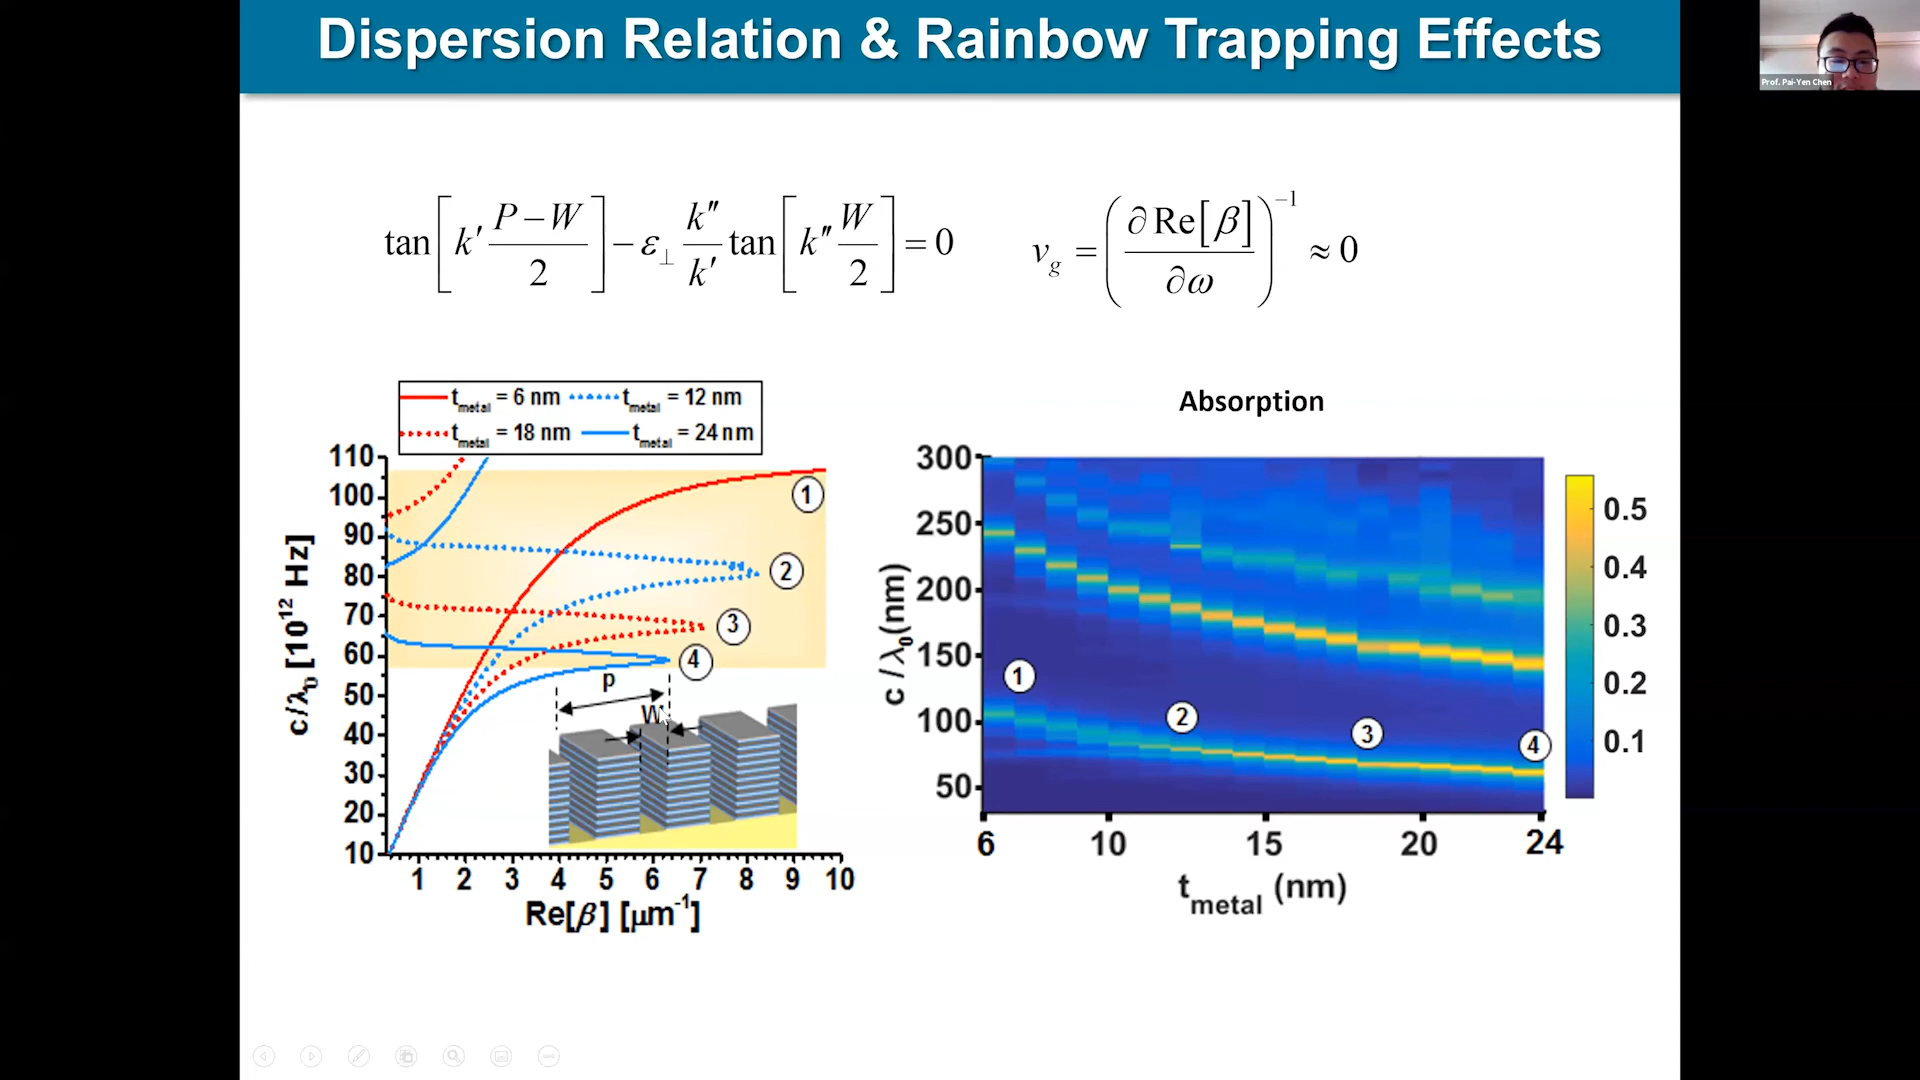 Dispersion Relation & Rainbow Trapping Effects
Prof. Pai-Yen Chen
tan[k′ (P−W)/2] − ε⊥ (k″/k′) tan[k″ W/2] = 0
v_g = (∂Re[β]/∂ω)⁻¹ ≈ 0
t_metal = 6 nm t_metal = 12 nm
t_metal = 18 nm t_metal = 24 nm
110
100
90
80
70
60
50
40
30
20
10
c/λ₀ [10¹² Hz]
1
2
3
4
p
W
1 2 3 4 5 6 7 8 9 10
Re[β] [µm⁻¹]
Absorption
300
250
200
150
100
50
c / λ₀(nm)
1
2
3
4
6 10 15 20 24
t_metal (nm)
0.5
0.4
0.3
0.2
0.1